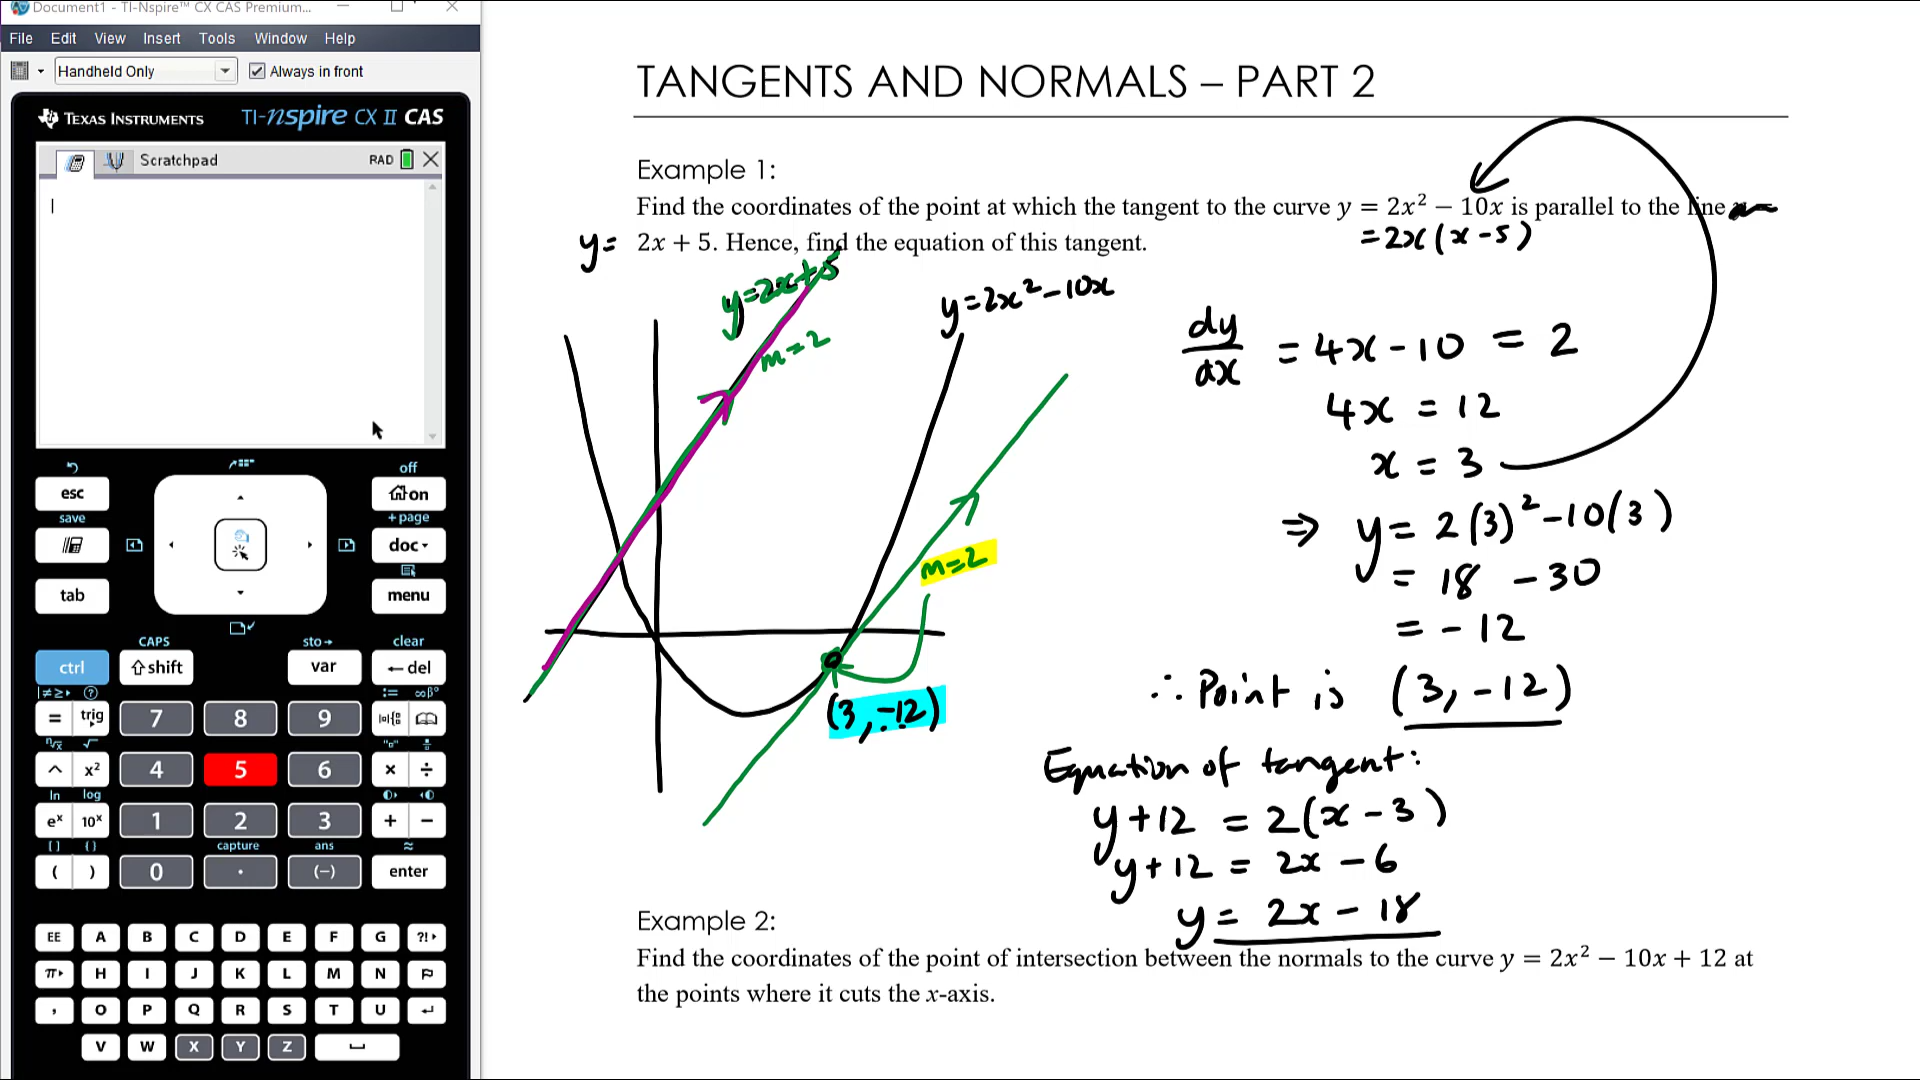 Document1 - TI-Nspire™ CX CAS Premium...
File Edit View Insert Tools Window Help
Handheld Only
Always in front
TEXAS INSTRUMENTS TI-nspire CX II CAS
Scratchpad RAD
off
esc on
save +page
doc
tab menu
CAPS sto→ clear
ctrl shift var ←del
|≠≥▸ ? := ∞β°
= trig 7 8 9
ⁿ√x √
^ x² 4 5 6 × ÷
ln log
eˣ 10ˣ 1 2 3 + −
[ ] { } capture ans ≈
( ) 0 . (−) enter
EE A B C D E F G ?!▸
π▸ H I J K L M N
, O P Q R S T U
V W X Y Z
TANGENTS AND NORMALS – PART 2
Example 1:
Find the coordinates of the point at which the tangent to the curve y = 2x² − 10x is parallel to the line
y= 2x + 5. Hence, find the equation of this tangent.
=2x(x-5)
y=2x+5
m=2
y=2x²-10x
m=2
(3,-12)
dy/dx = 4x-10 = 2
4x = 12
x = 3
⇒ y= 2(3)²-10(3)
= 18 -30
= -12
∴ Point is (3,-12)
Equation of tangent:
y+12 = 2(x-3)
y+12 = 2x-6
y= 2x-18
Example 2:
Find the coordinates of the point of intersection between the normals to the curve y = 2x² − 10x + 12 at
the points where it cuts the x-axis.